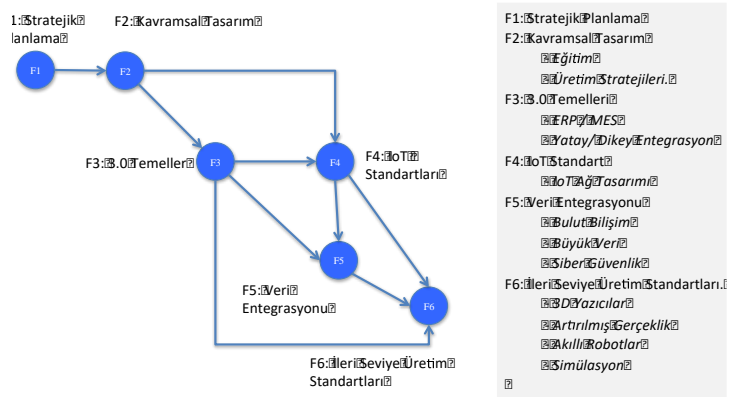 1: Stratejik
lanlama
F2: Kavramsal Tasarım
F1
F2
F3: 3.0 Temeller
F3
F4
F4: IoT
Standartları
F5
F5: Veri
Entegrasyonu
F6
F6: İleri Seviye Üretim
Standartları
F1: Stratejik Planlama
F2: Kavramsal Tasarım
Eğitim
Üretim Stratejileri.
F3: 3.0 Temelleri
ERP / MES
Yatay / Dikey Entegrasyon
F4: IoT Standart
IoT Ağ Tasarımı
F5: Veri Entegrasyonu
Bulut Bilişim
Büyük Veri
Siber Güvenlik
F6: İleri Seviye Üretim Standartları.
3D Yazıcılar
Artırılmış Gerçeklik
Akıllı Robotlar
Simülasyon